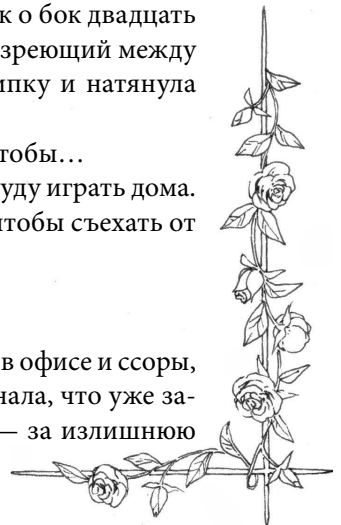 к о бок двадцать
зреющий между
ипку и натянула
тобы…
уду играть дома.
чтобы съехать от
в офисе и ссоры,
нала, что уже за-
— за излишнюю